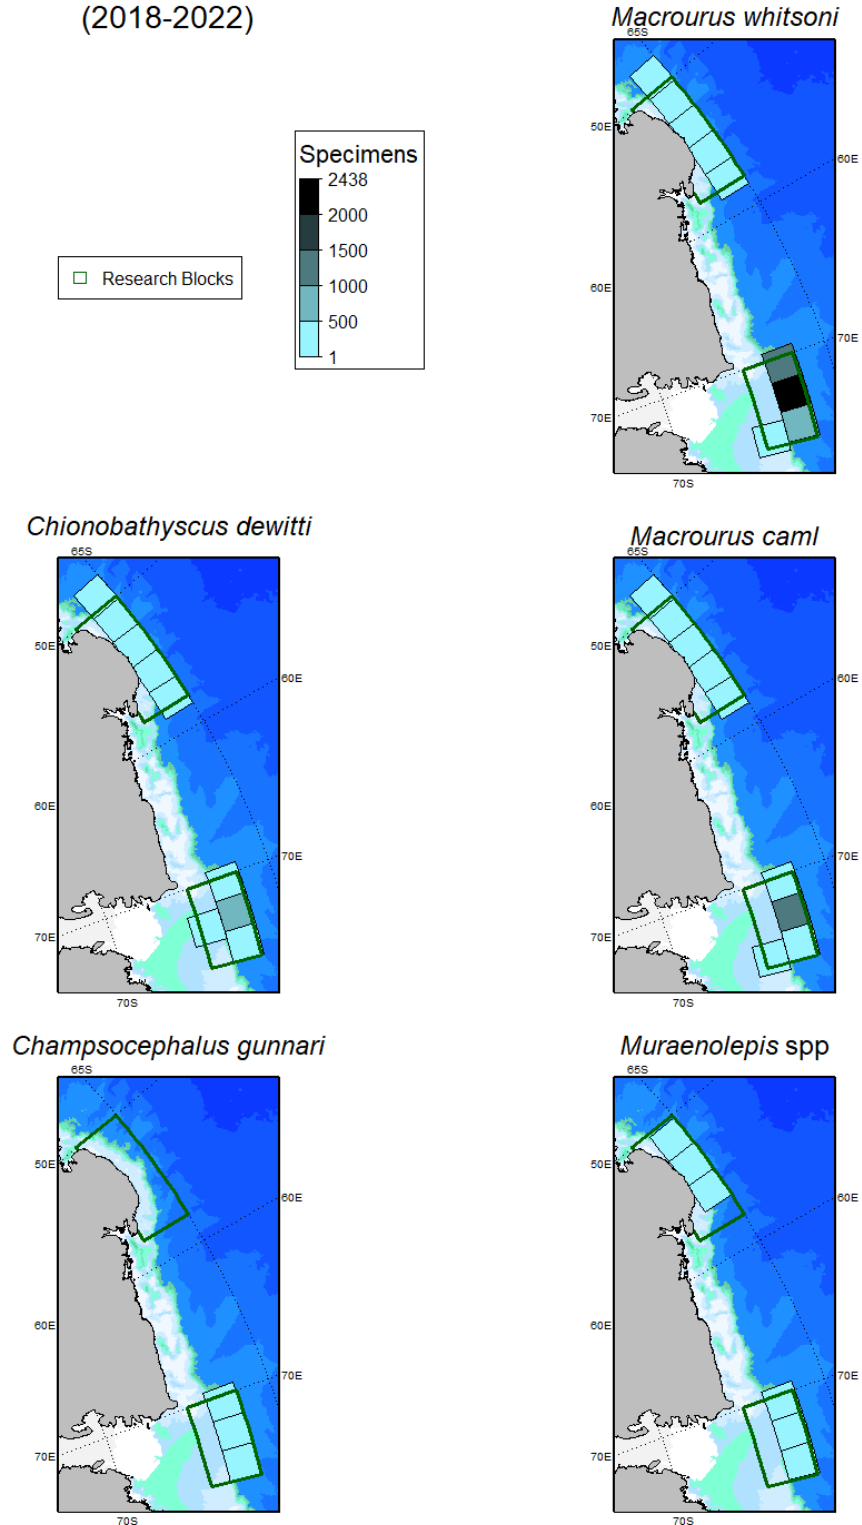 (2018-2022)
Macrourus whitsoni
65S
50E
60E
60E
70E
70E
70S
Specimens
2438
2000
1500
1000
500
1
Research Blocks
Chionobathyscus dewitti
65S
50E
60E
60E
70E
70E
70S
Macrourus caml
65S
50E
60E
60E
70E
70E
70S
Champsocephalus gunnari
65S
50E
60E
60E
70E
70E
70S
Muraenolepis spp
65S
50E
60E
60E
70E
70E
70S